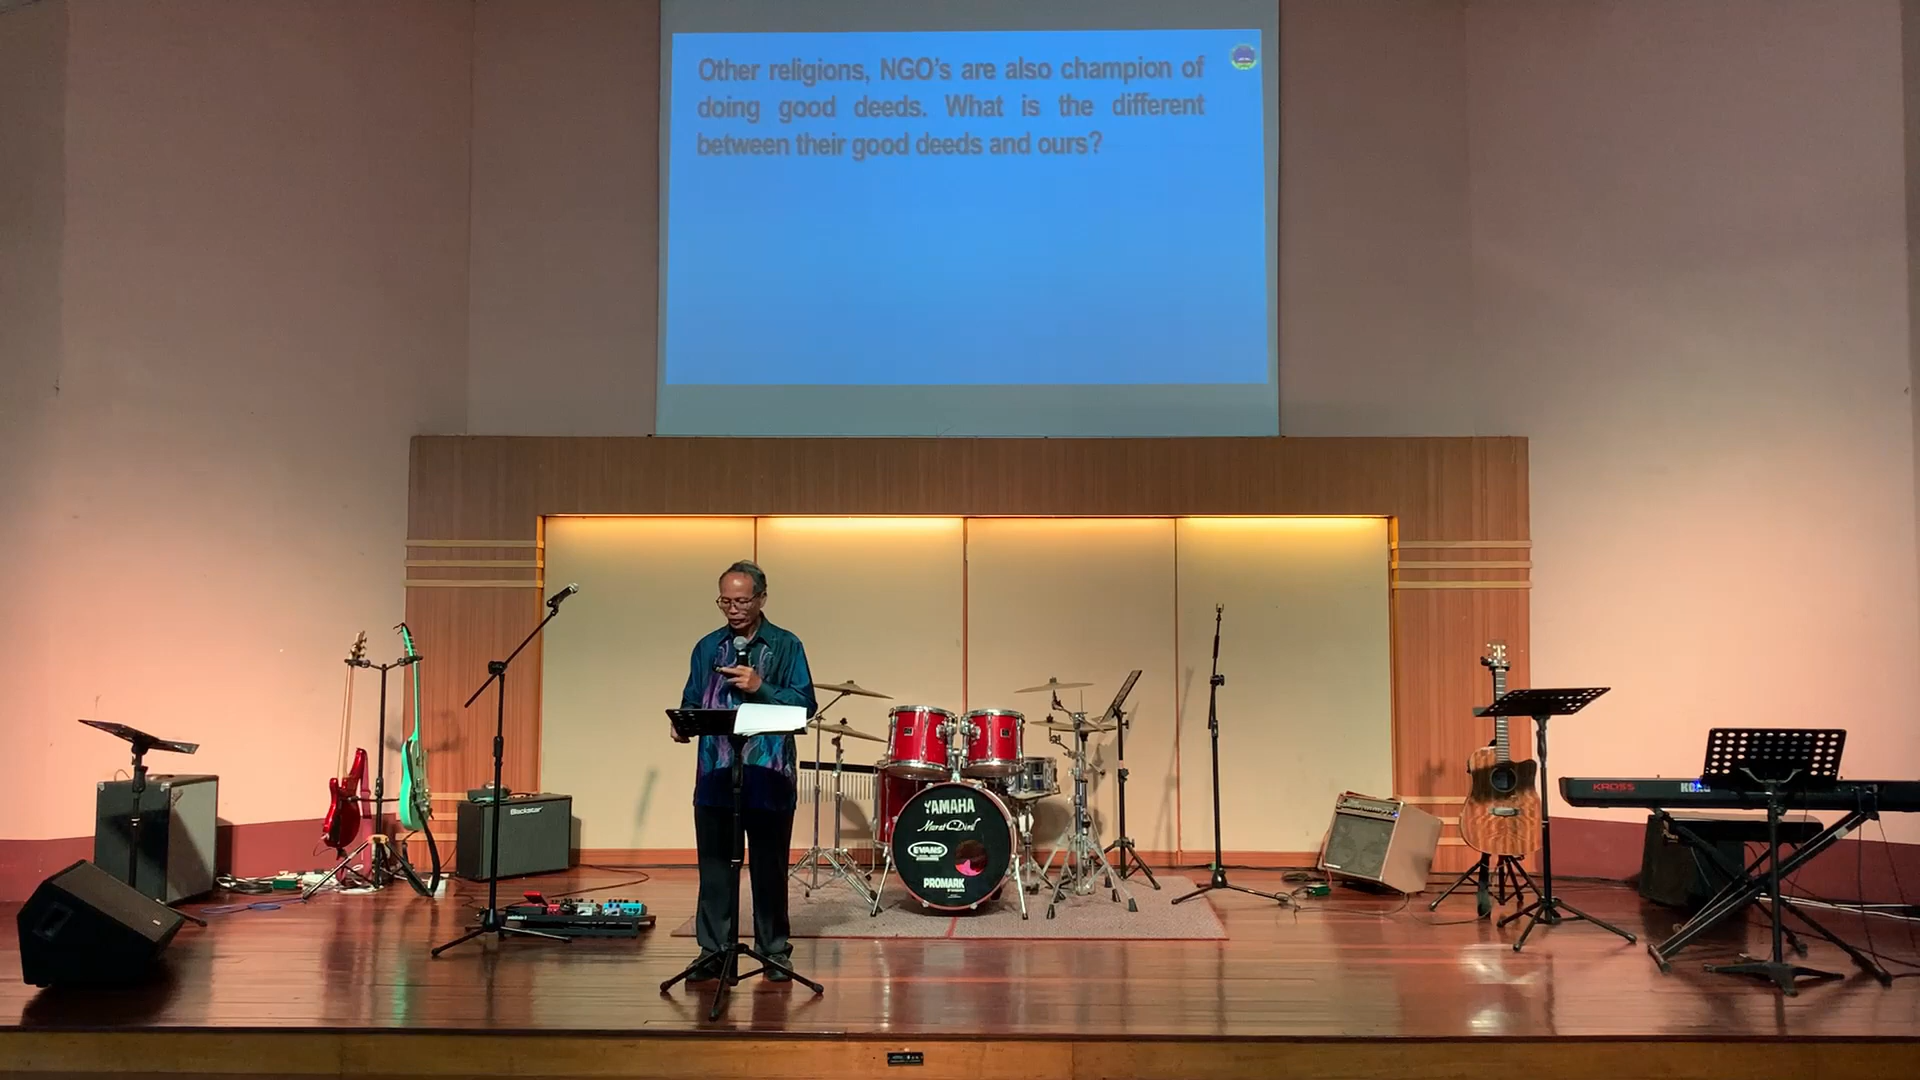 Other religions, NGO's are also champion of
doing good deeds. What is the different
between their good deeds and ours?
Blackstar
YAMAHA
EVANS
PROMARK
KROSS
KORG